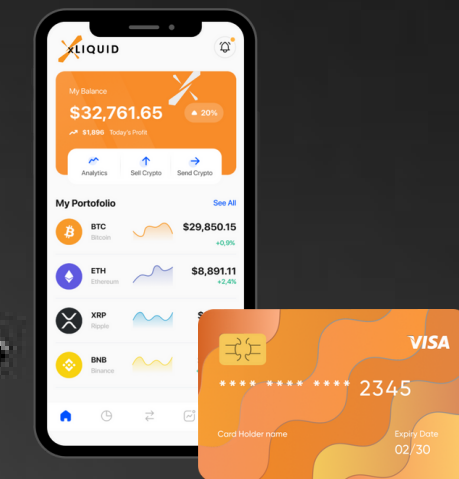 XLIQUID
My Balance
$32,761.65
20%
$1,896 Today's Profit
Analytics Sell Crypto Send Crypto
My Portofolio See All
BTC
Bitcoin
$29,850.15
+0,9%
ETH
Ethereum
$8,891.11
+2,4%
XRP
Ripple
BNB
Binance
VISA
**** **** **** 2345
Card Holder name
Expiry Date
02/30